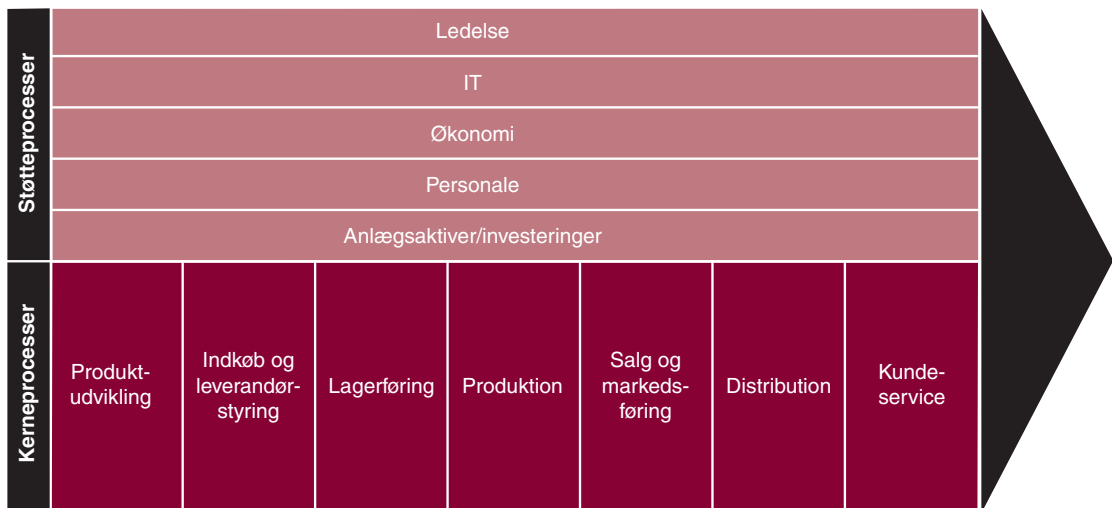 Støtteprocesser
Ledelse
IT
Økonomi
Personale
Anlægsaktiver/investeringer
Kerneprocesser
Produkt-
udvikling
Indkøb og
leverandør-
styring
Lagerføring
Produktion
Salg og
markeds-
føring
Distribution
Kunde-
service